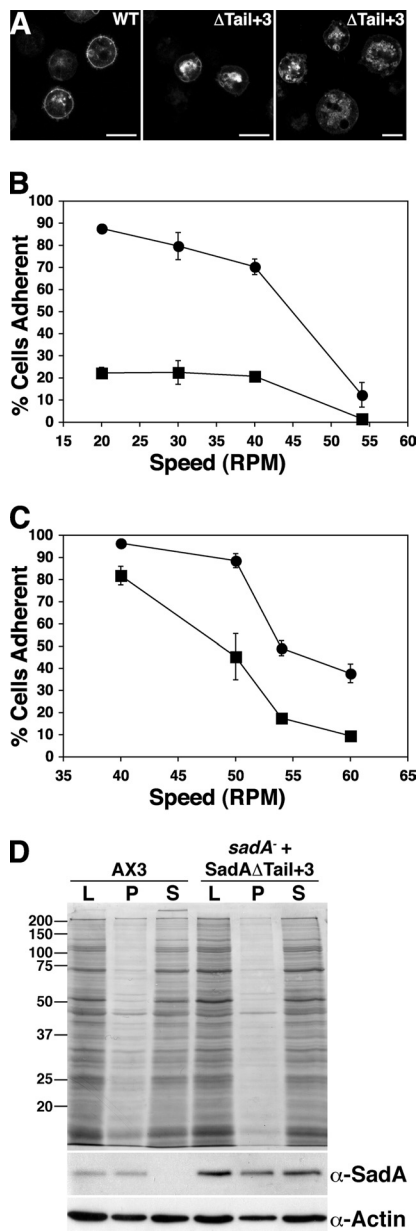 A
WT
ΔTail+3
ΔTail+3
B
% Cells Adherent
100
90
80
70
60
50
40
30
20
10
0
15 20 25 30 35 40 45 50 55 60
Speed (RPM)
C
% Cells Adherent
100
90
80
70
60
50
40
30
20
10
0
35 40 45 50 55 60 65
Speed (RPM)
D
AX3
sadA- +
SadAΔTail+3
L P S L P S
200
150
100
75
50
37
25
20
α-SadA
α-Actin